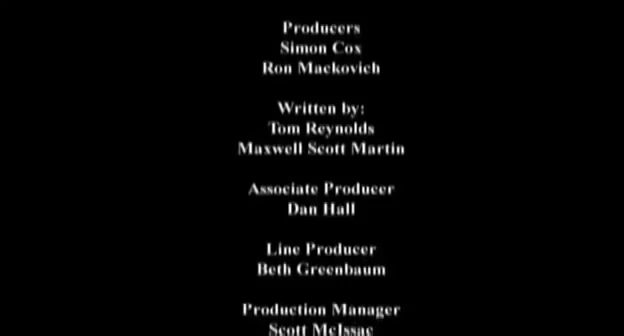 Producers
Simon Cox
Ron Mackovich
Written by:
Tom Reynolds
Maxwell Scott Martin
Associate Producer
Dan Hall
Line Producer
Beth Greenbaum
Production Manager
Scott McIssac